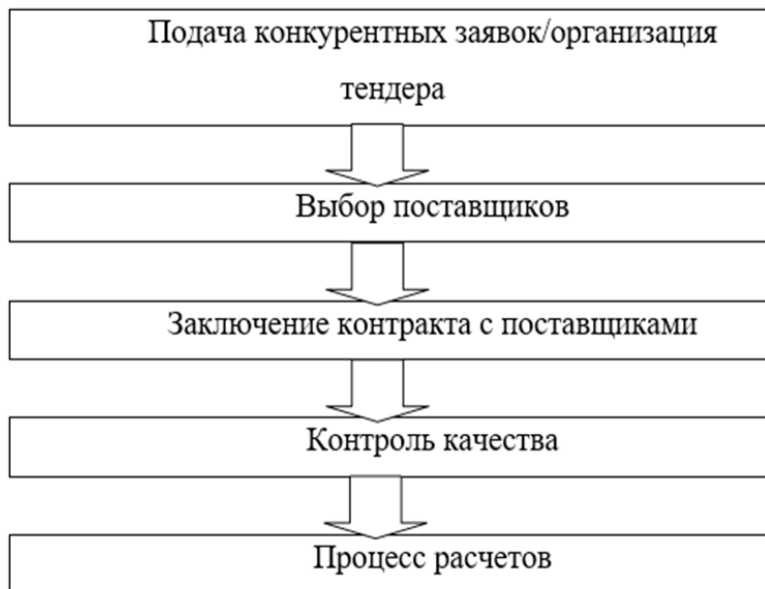 Подача конкурентных заявок/организация
тендера
Выбор поставщиков
Заключение контракта с поставщиками
Контроль качества
Процесс расчетов